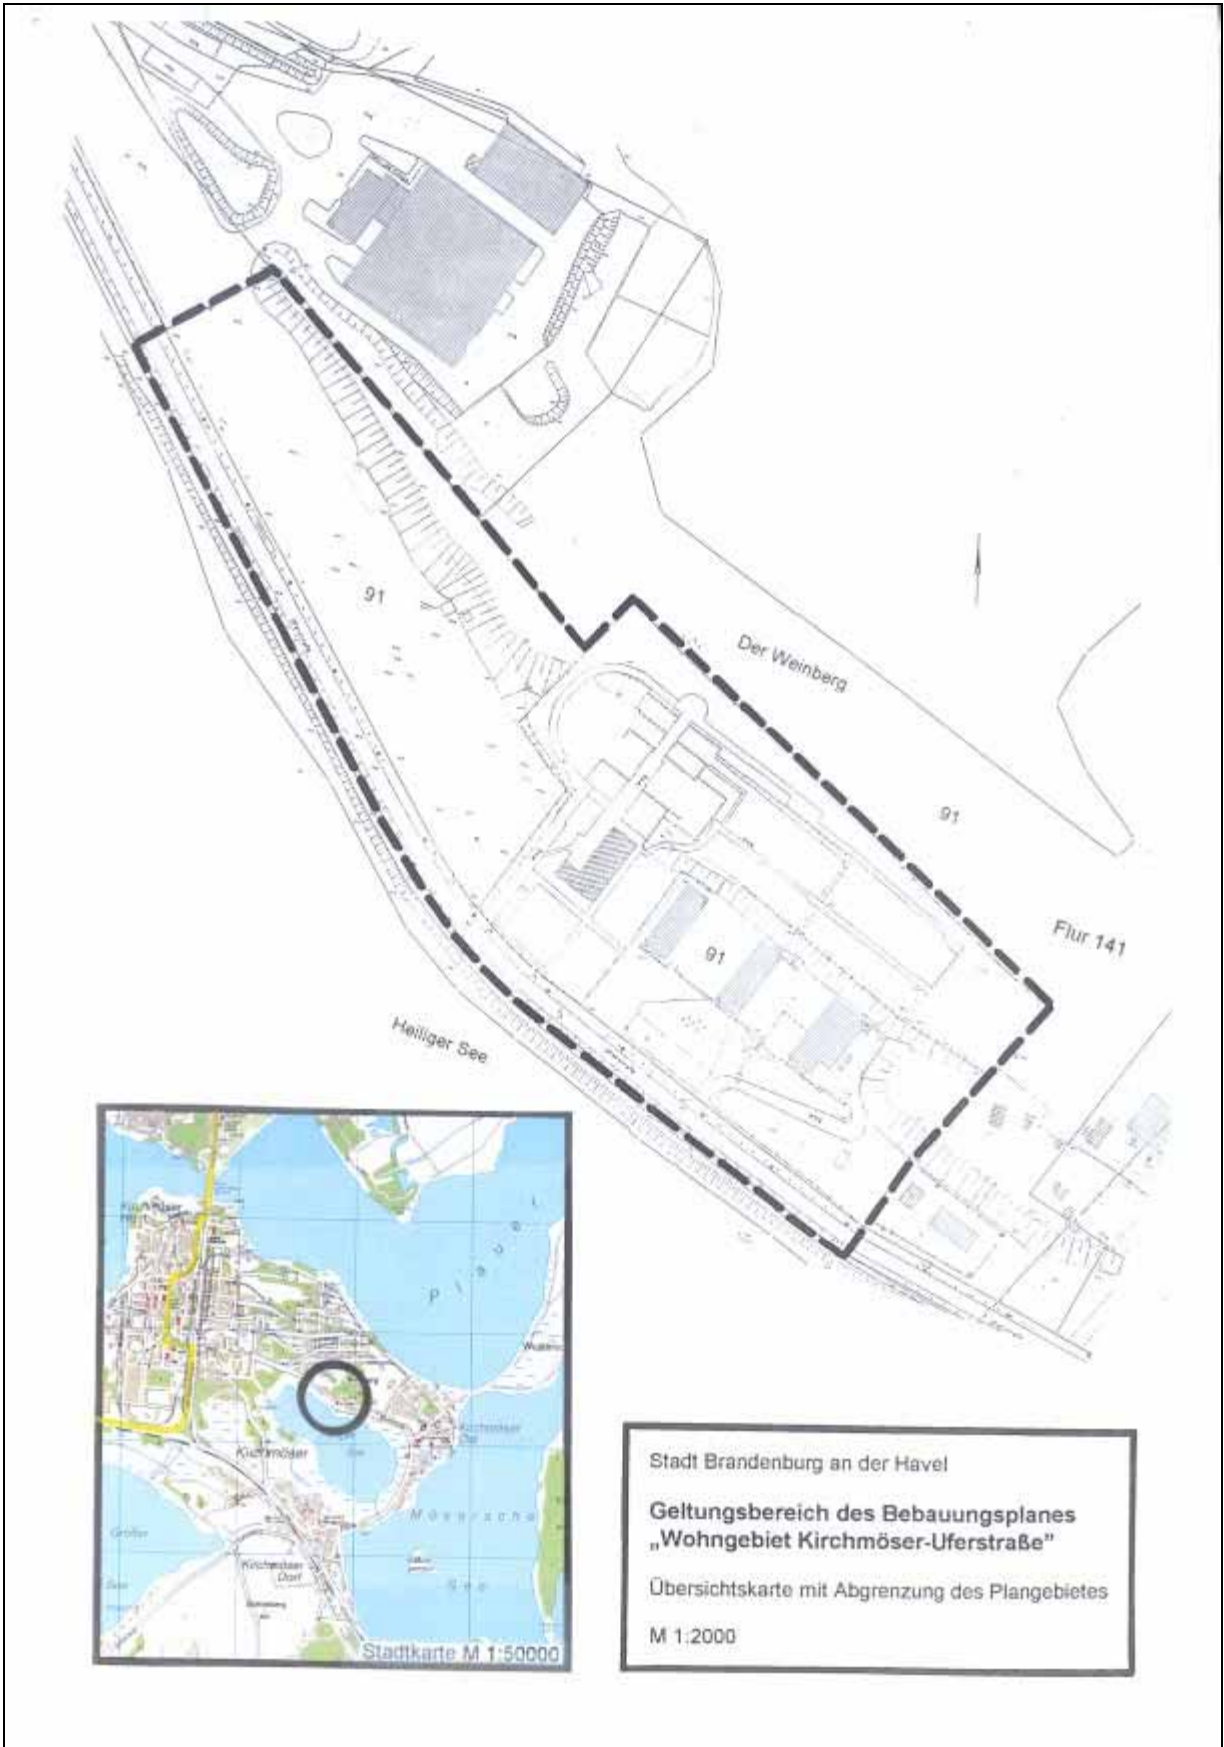 91
Der Weinberg
91
Flur 141
91
Heiliger See
Kirchmöser
Kirchmöser
Dorf
Stadtkarte M 1:50000
Stadt Brandenburg an der Havel
Geltungsbereich des Bebauungsplanes
„Wohngebiet Kirchmöser-Uferstraße”
Übersichtskarte mit Abgrenzung des Plangebietes
M 1:2000